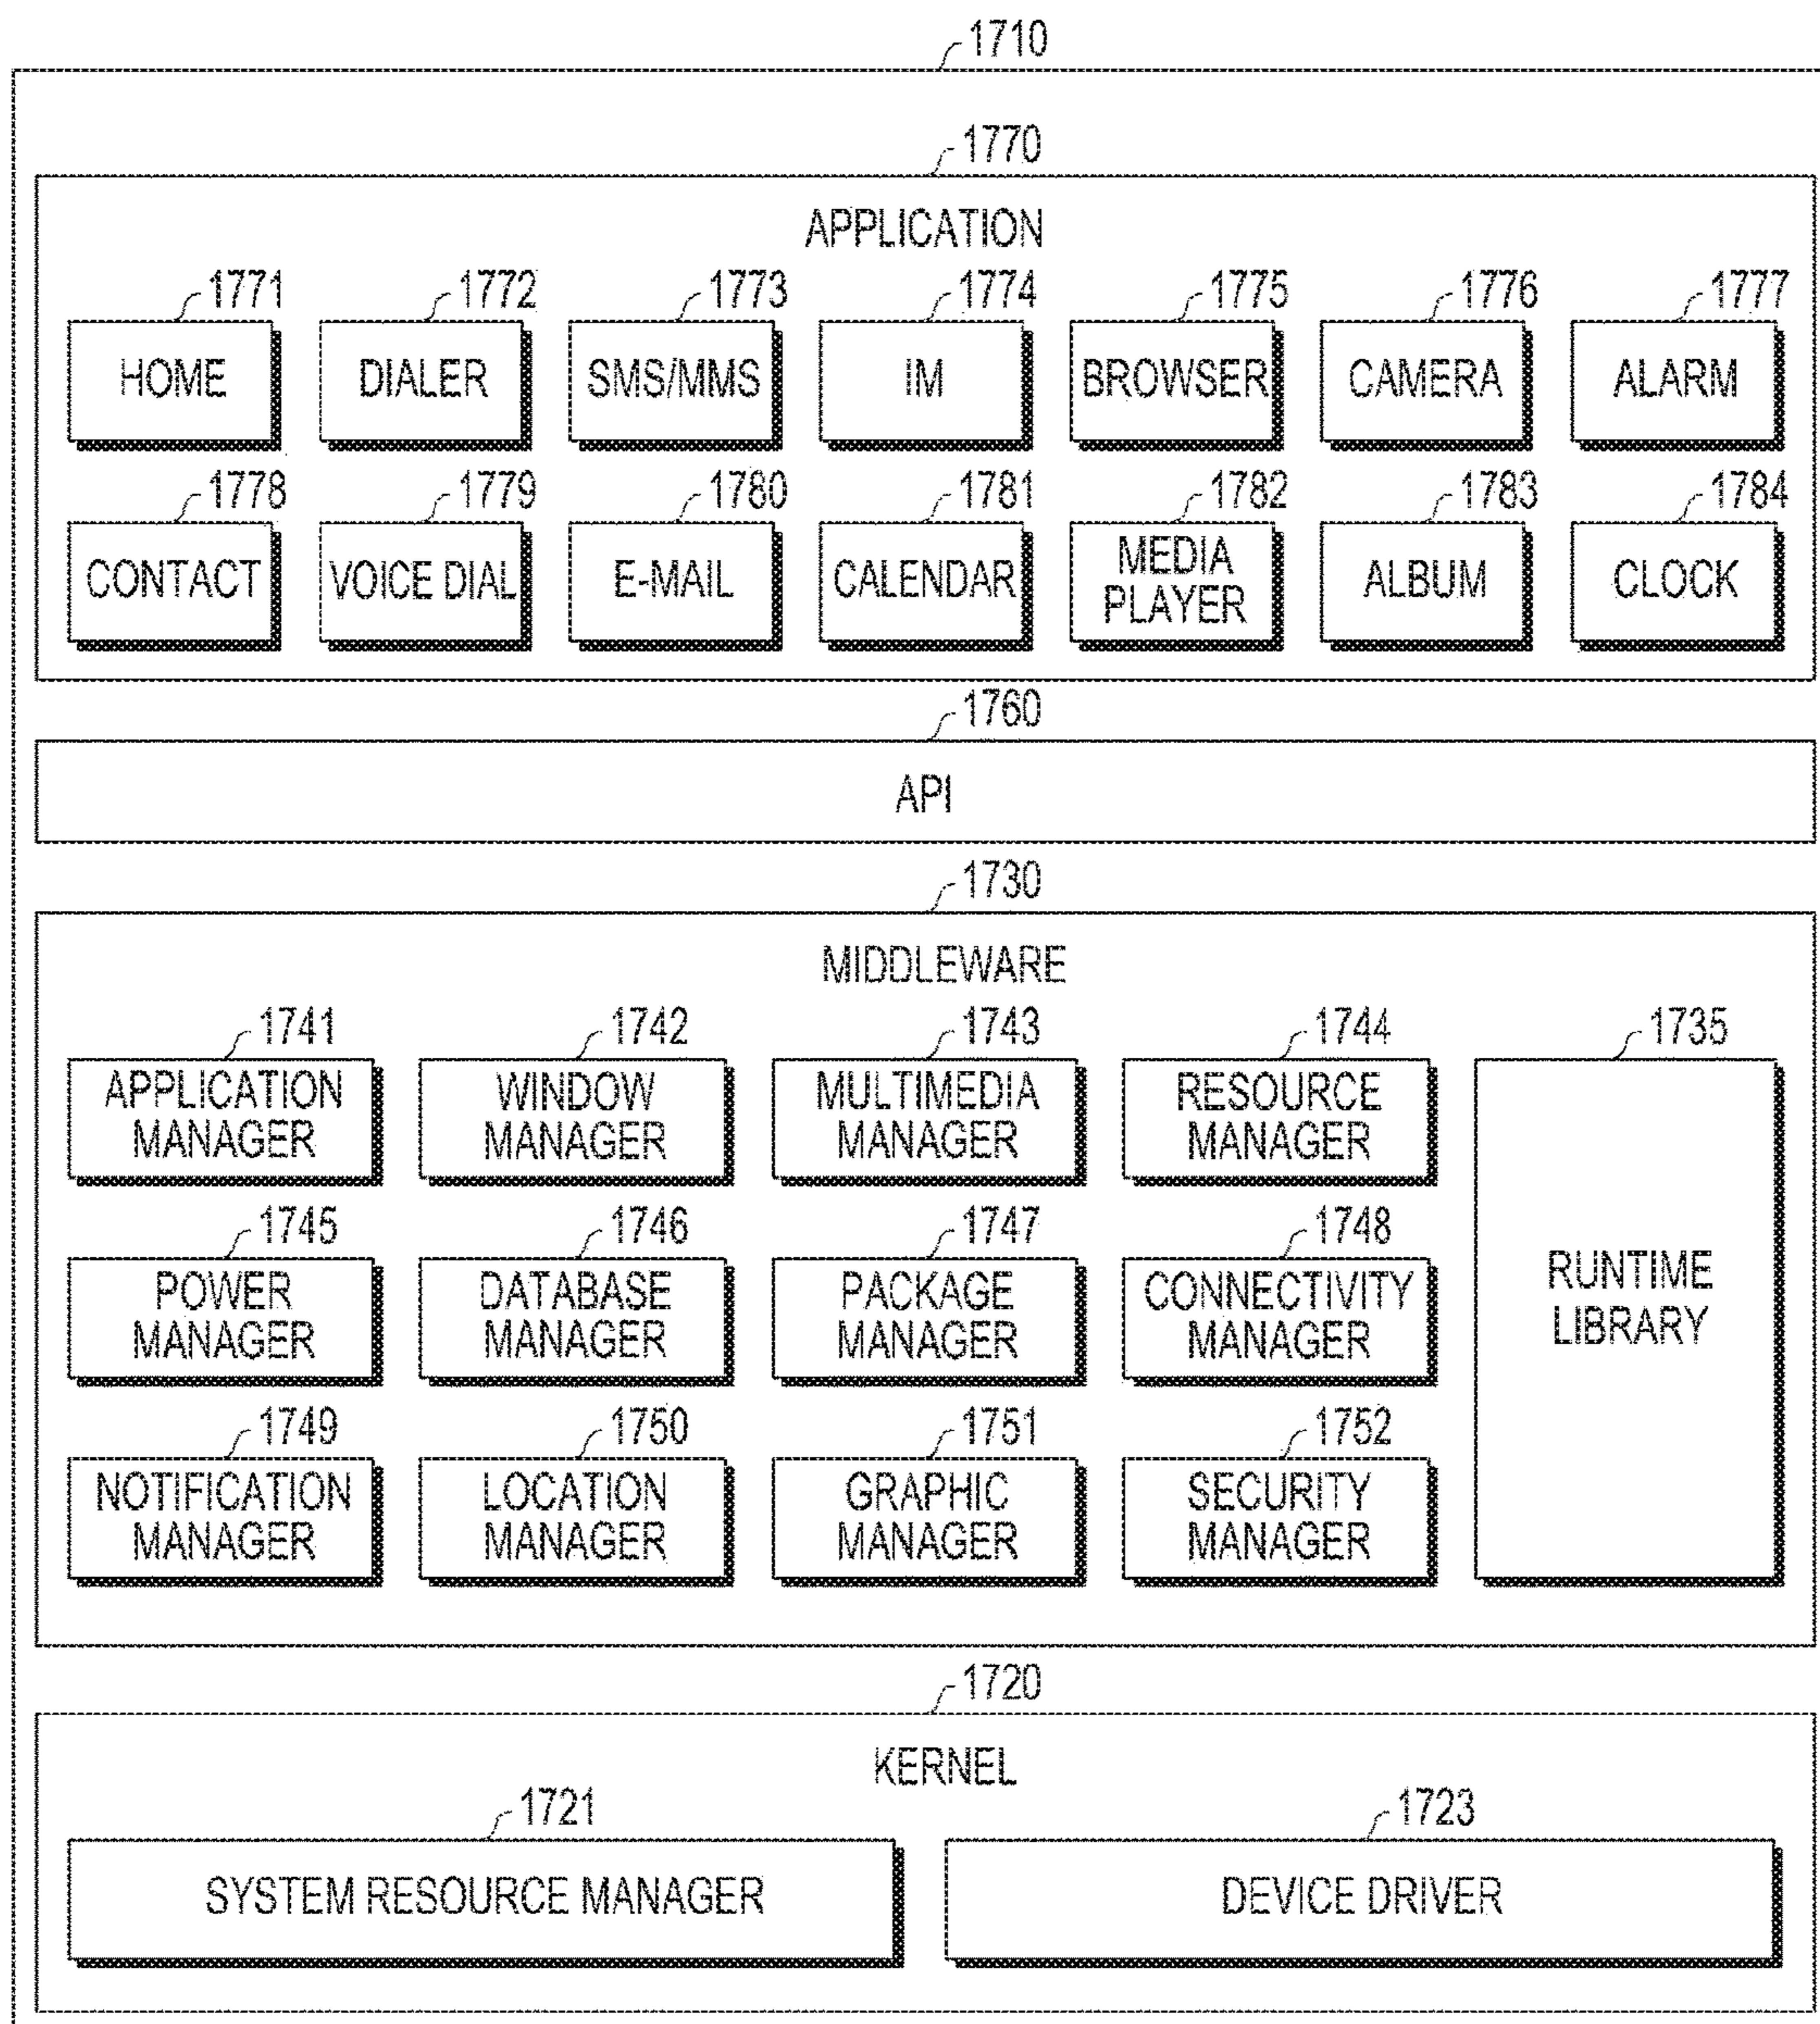 1710
1770
APPLICATION
1771 1772 1773 1774 1775 1776 1777
HOME DIALER SMS/MMS IM BROWSER CAMERA ALARM
1778 1779 1780 1781 1782 1783 1784
CONTACT VOICE DIAL E-MAIL CALENDAR MEDIA PLAYER ALBUM CLOCK
1760
API
1730
MIDDLEWARE
1741 1742 1743 1744 1735
APPLICATION MANAGER WINDOW MANAGER MULTIMEDIA MANAGER RESOURCE MANAGER
1745 1746 1747 1748
POWER MANAGER DATABASE MANAGER PACKAGE MANAGER CONNECTIVITY MANAGER RUNTIME LIBRARY
1749 1750 1751 1752
NOTIFICATION MANAGER LOCATION MANAGER GRAPHIC MANAGER SECURITY MANAGER
1720
KERNEL
1721 1723
SYSTEM RESOURCE MANAGER DEVICE DRIVER